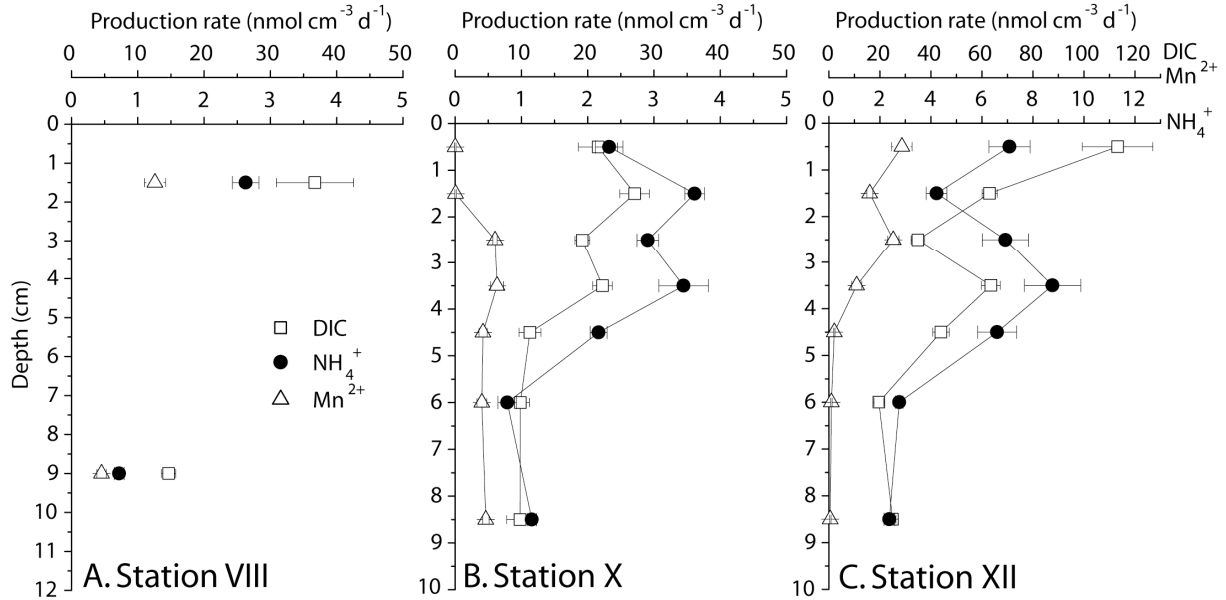 Production rate (nmol cm⁻³ d⁻¹)
0 10 20 30 40 50
0 1 2 3 4 5
0
1
2
3
4
5
6
7
8
9
10
11
12
Depth (cm)
DIC
NH₄⁺
Mn²⁺
A. Station VIII
Production rate (nmol cm⁻³ d⁻¹)
0 10 20 30 40 50
0 1 2 3 4 5
0
1
2
3
4
5
6
7
8
9
10
B. Station X
Production rate (nmol cm⁻³ d⁻¹)
0 20 40 60 80 100 120
DIC
Mn²⁺
0 2 4 6 8 10 12
NH₄⁺
0
1
2
3
4
5
6
7
8
9
10
C. Station XII